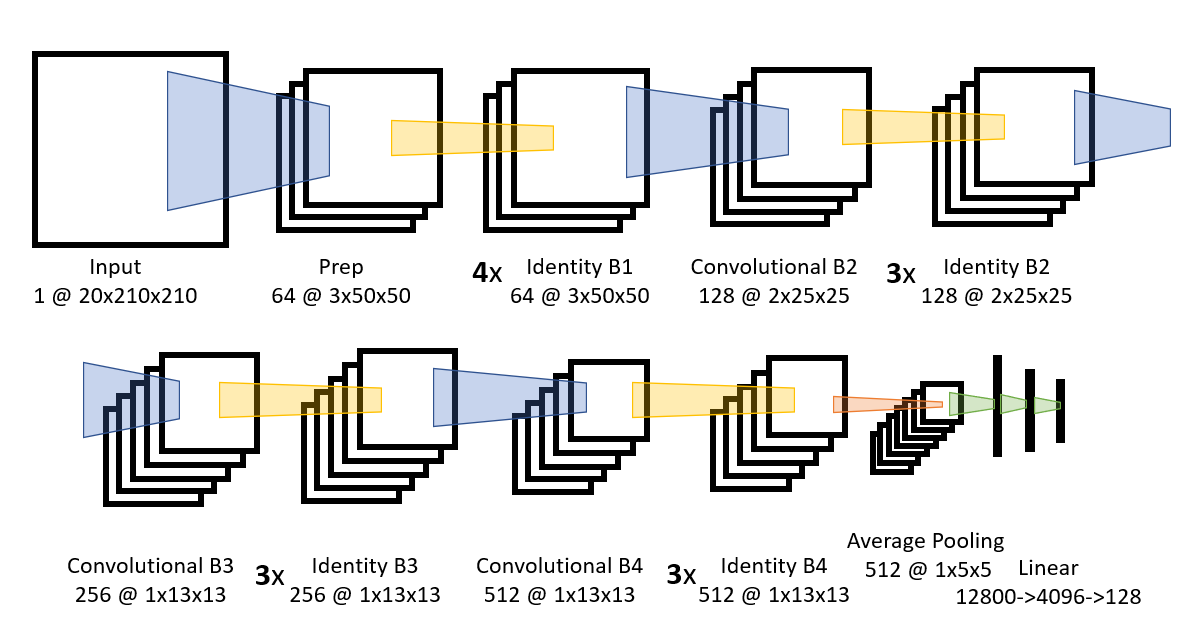 Input
1 @ 20x210x210
Prep
64 @ 3x50x50
4x
Identity B1
64 @ 3x50x50
Convolutional B2
128 @ 2x25x25
3x
Identity B2
128 @ 2x25x25
Convolutional B3
256 @ 1x13x13
3x
Identity B3
256 @ 1x13x13
Convolutional B4
512 @ 1x13x13
3x
Identity B4
512 @ 1x13x13
Average Pooling
512 @ 1x5x5
Linear
12800->4096->128